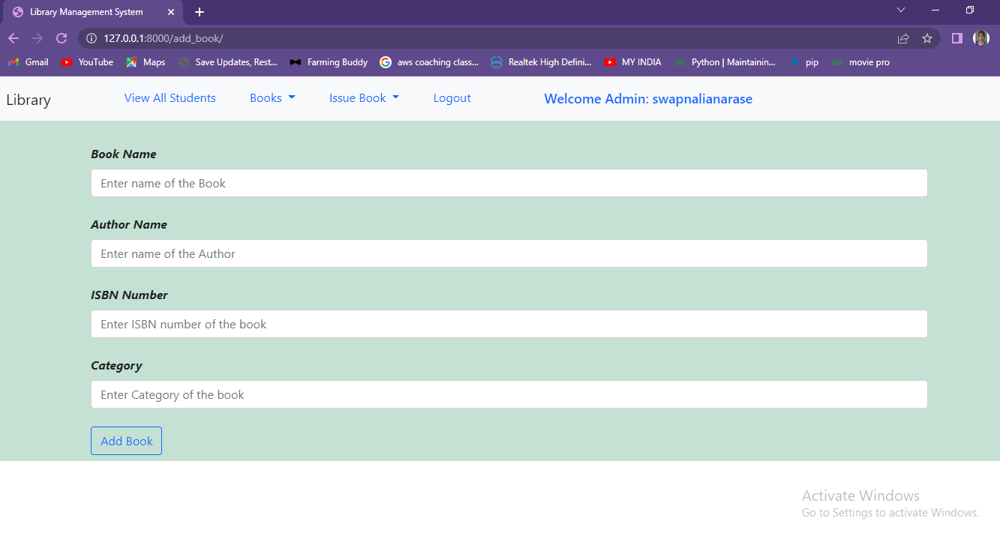 Library Management System
127.0.0.1:8000/add_book/
Gmail YouTube Maps Save Updates, Rest... Farming Buddy aws coaching class... Realtek High Defini... MY INDIA Python | Maintainin... pip movie pro
Library View All Students Books Issue Book Logout Welcome Admin: swapnalianarase
Book Name
Enter name of the Book
Author Name
Enter name of the Author
ISBN Number
Enter ISBN number of the book
Category
Enter Category of the book
Add Book
Activate Windows
Go to Settings to activate Windows.